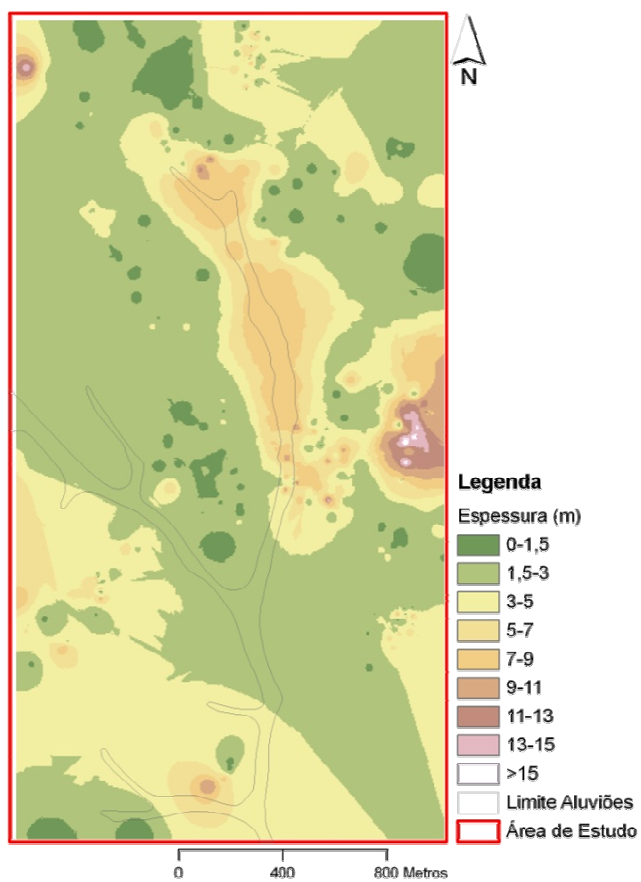 N
Legenda
Espessura (m)
0-1,5
1,5-3
3-5
5-7
7-9
9-11
11-13
13-15
>15
Limite Aluviões
Área de Estudo
0 400 800 Metros